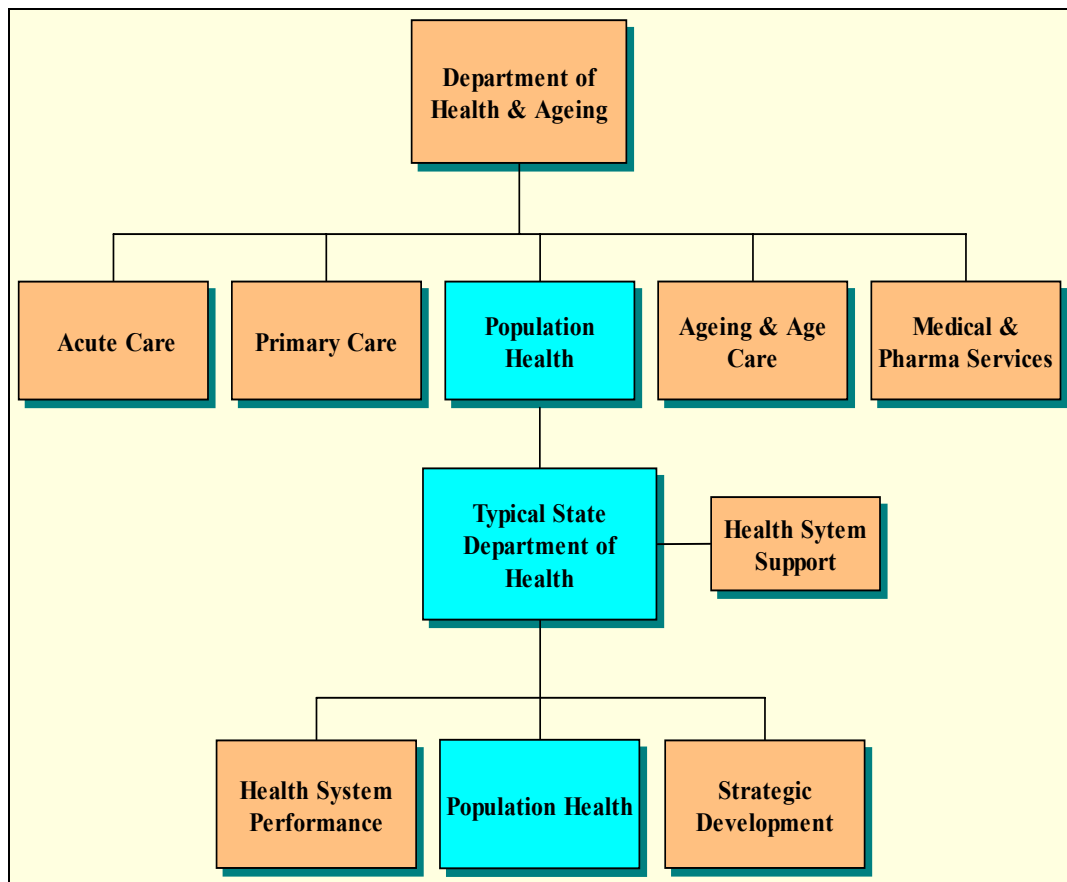 Department of
Health & Ageing
Acute Care
Primary Care
Population
Health
Ageing & Age
Care
Medical &
Pharma Services
Typical State
Department of
Health
Health Sytem
Support
Health System
Performance
Population Health
Strategic
Development